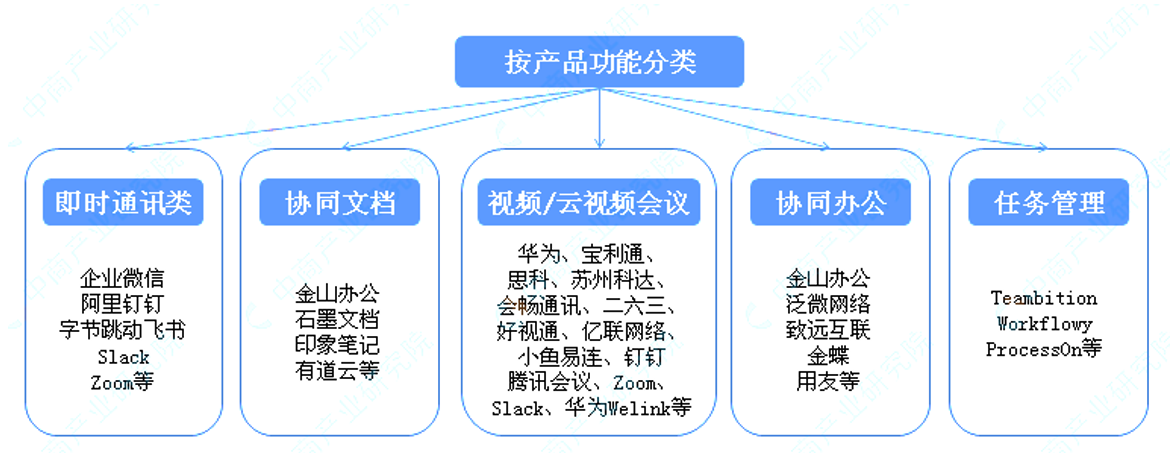 按产品功能分类
即时通讯类
企业微信
阿里钉钉
字节跳动飞书
Slack
Zoom等
协同文档
金山办公
石墨文档
印象笔记
有道云等
视频/云视频会议
华为、宝利通、
思科、苏州科达、
会畅通讯、二六三、
好视通、亿联网络、
小鱼易连、钉钉
腾讯会议、Zoom、
Slack、华为Welink等
协同办公
金山办公
泛微网络
致远互联
金蝶
用友等
任务管理
Teambition
Workflowy
ProcessOn等
中商产业研究院